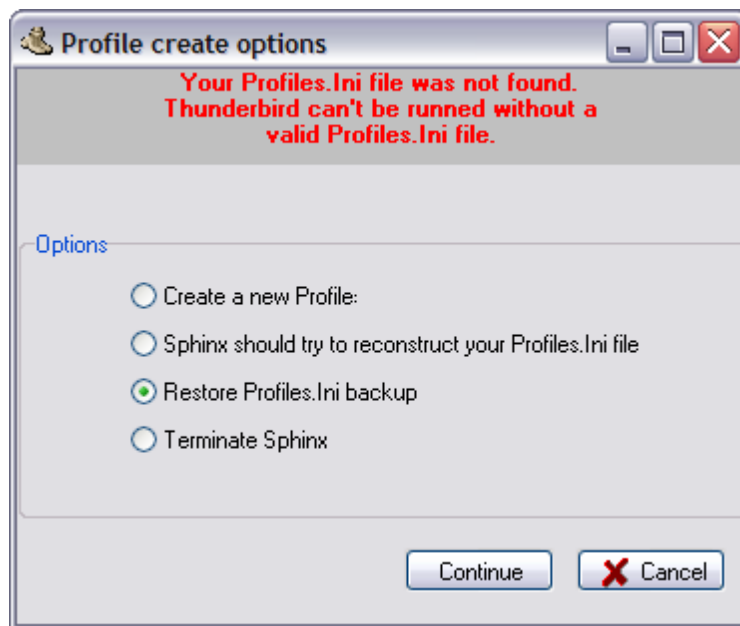 Profile create options
Your Profiles.Ini file was not found.
Thunderbird can't be runned without a
valid Profiles.Ini file.
Options
Create a new Profile:
Sphinx should try to reconstruct your Profiles.Ini file
Restore Profiles.Ini backup
Terminate Sphinx
Continue
Cancel